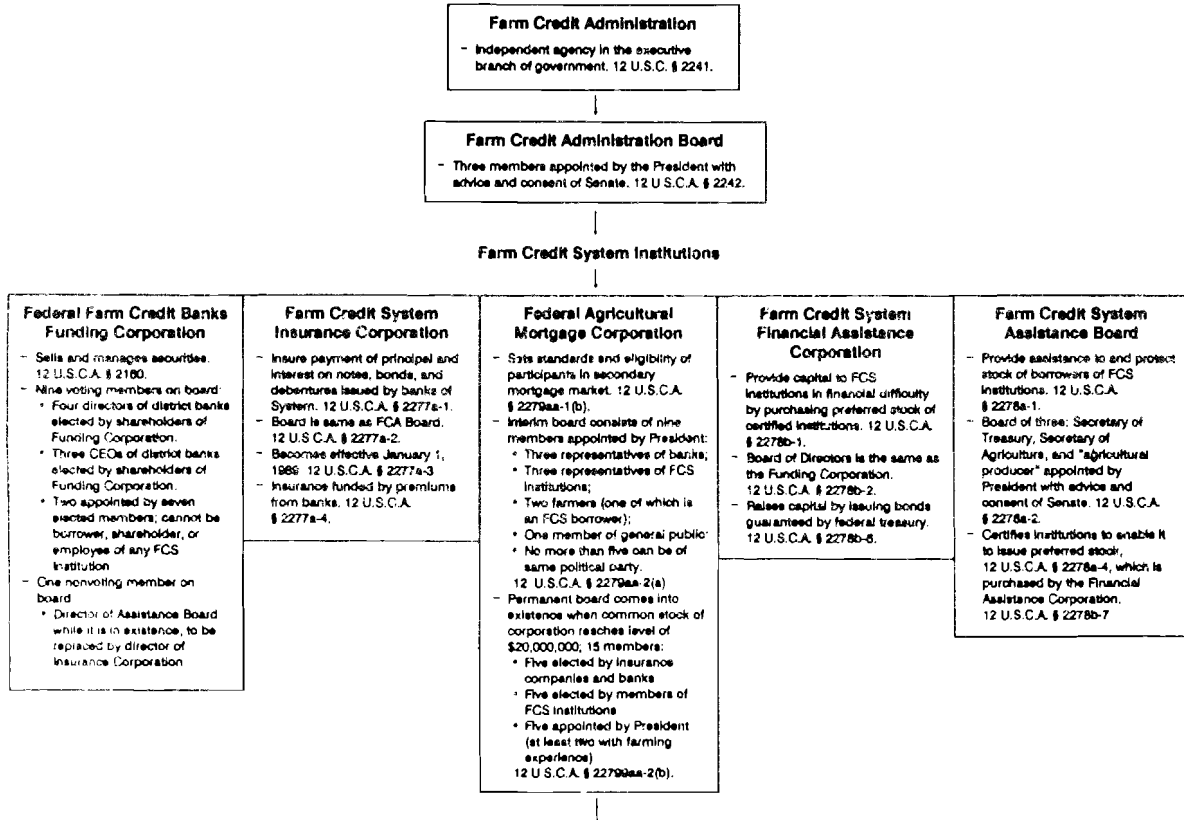 Farm Credit Administration
- Independent agency in the executive
branch of government. 12 U.S.C. § 2241.
Farm Credit Administration Board
- Three members appointed by the President with
advice and consent of Senate. 12 U.S.C.A. § 2242.
Farm Credit System Institutions
Federal Farm Credit Banks
Funding Corporation
- Sells and manages securities.
12 U.S.C.A. § 2160.
- Nine voting members on board:
• Four directors of district banks
elected by shareholders of
Funding Corporation.
• Three CEOs of district banks
elected by shareholders of
Funding Corporation.
• Two appointed by seven
elected members; cannot be
borrower, shareholder, or
employee of any FCS
Institution
- One nonvoting member on
board
• Director of Assistance Board
while it is in existence, to be
replaced by director of
Insurance Corporation
Farm Credit System
Insurance Corporation
- Insure payment of principal and
interest on notes, bonds, and
debentures issued by banks of
System. 12 U.S.C.A. § 2277a-1.
- Board is same as FCA Board.
12 U.S.C.A. § 2277a-2.
- Becomes effective January 1,
1989. 12 U.S.C.A. § 2277a-3
- Insurance funded by premiums
from banks. 12 U.S.C.A.
§ 2277a-4.
Federal Agricultural
Mortgage Corporation
- Sets standards and eligibility of
participants in secondary
mortgage market. 12 U.S.C.A.
§ 2279aa-1(b).
- Interim board consists of nine
members appointed by President:
• Three representatives of banks;
• Three representatives of FCS
Institutions;
• Two farmers (one of which is
an FCS borrower);
• One member of general public;
• No more than five can be of
same political party.
12 U.S.C.A. § 2279aa-2(a)
- Permanent board comes into
existence when common stock of
corporation reaches level of
$20,000,000; 15 members:
• Five elected by insurance
companies and banks
• Five elected by members of
FCS institutions
• Five appointed by President
(at least two with farming
experience)
12 U.S.C.A. § 22799aa-2(b).
Farm Credit System
Financial Assistance
Corporation
- Provide capital to FCS
Institutions in financial difficulty
by purchasing preferred stock of
certified institutions. 12 U.S.C.A.
§ 2278b-1.
- Board of Directors is the same as
the Funding Corporation.
12 U.S.C.A. § 2278b-2.
- Raises capital by issuing bonds
guaranteed by federal treasury.
12 U.S.C.A. § 2278b-6.
Farm Credit System
Assistance Board
- Provide assistance to and protect
stock of borrowers of FCS
Institutions. 12 U.S.C.A.
§ 2278a-1.
- Board of three: Secretary of
Treasury, Secretary of
Agriculture, and "agricultural
producer" appointed by
President with advice and
consent of Senate. 12 U.S.C.A.
§ 2278a-2.
- Certifies institutions to enable it
to issue preferred stock,
12 U.S.C.A. § 2278a-4, which is
purchased by the Financial
Assistance Corporation.
12 U.S.C.A. § 2278b-7